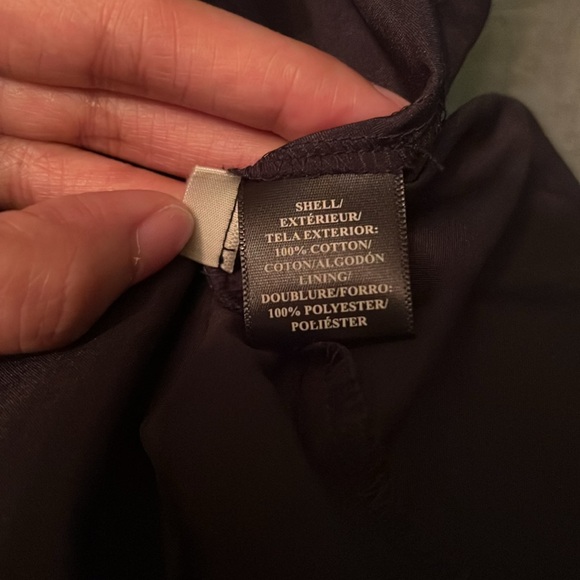 SHELL/
EXTÉRIEUR/
TELA EXTERIOR:
100% COTTON/
COTON/ALGODÓN
LINING/
DOUBLURE/FORRO:
100% POLYESTER/
POLIÉSTER